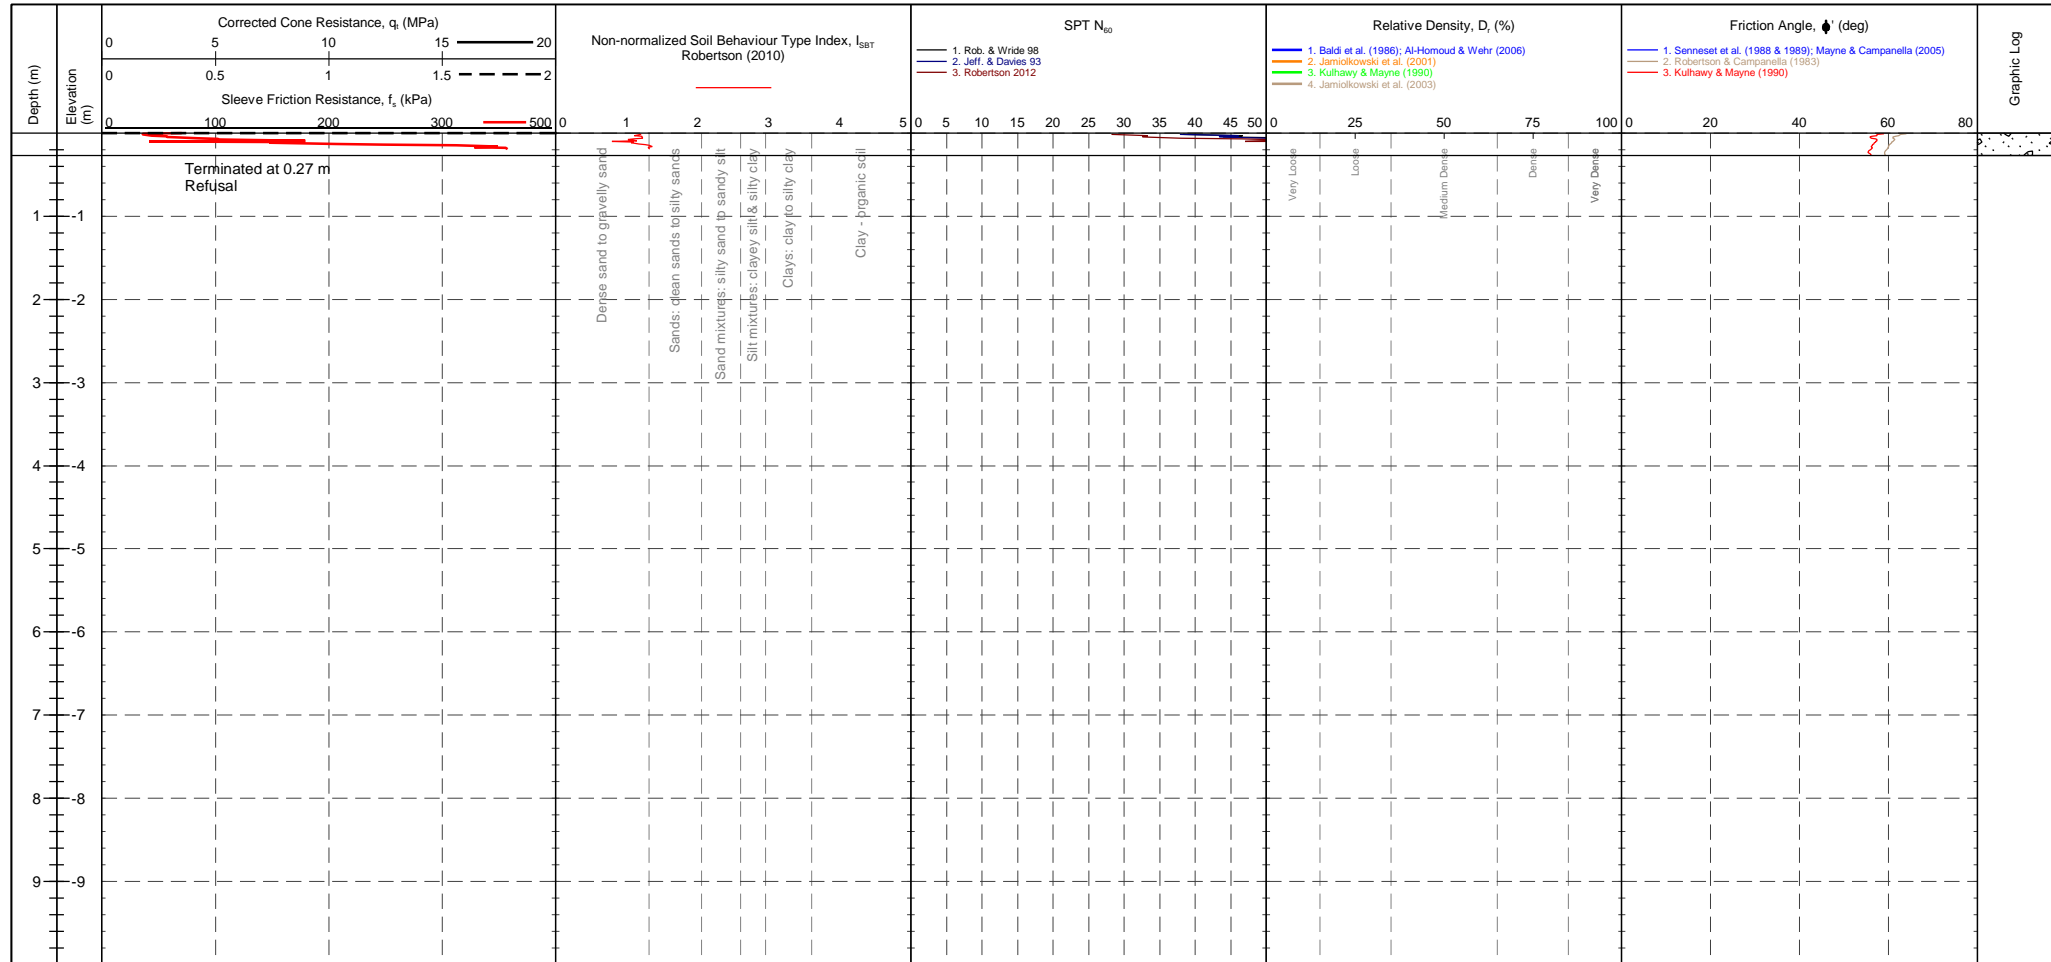 Depth (m)
Elevation (m)
Corrected Cone Resistance, qt (MPa)
0 5 10 15 20
0 0.5 1 1.5 2
Sleeve Friction Resistance, fs (kPa)
0 100 200 300 500
Non-normalized Soil Behaviour Type Index, ISBT
Robertson (2010)
0 1 2 3 4 5
SPT N60
1. Rob. & Wride 98
2. Jeff. & Davies 93
3. Robertson 2012
0 5 10 15 20 25 30 35 40 45 50
Relative Density, Dr (%)
1. Baldi et al. (1986); Al-Homoud & Wehr (2006)
2. Jamiolkowski et al. (2001)
3. Kulhawy & Mayne (1990)
4. Jamiolkowski et al. (2003)
0 25 50 75 100
Friction Angle, ϕ' (deg)
1. Senneset et al. (1988 & 1989); Mayne & Campanella (2005)
2. Robertson & Campanella (1983)
3. Kulhawy & Mayne (1990)
0 20 40 60 80
Graphic Log
Terminated at 0.27 m
Refusal
Dense sand to gravelly sand
Sands: clean sands to silty sands
Sand mixtures: silty sand to sandy silt
Silt mixtures: clayey silt & silty clay
Clays: clay to silty clay
Clay - organic soil
Very Loose
Loose
Medium Dense
Dense
Very Dense
1 -1
2 -2
3 -3
4 -4
5 -5
6 -6
7 -7
8 -8
9 -9